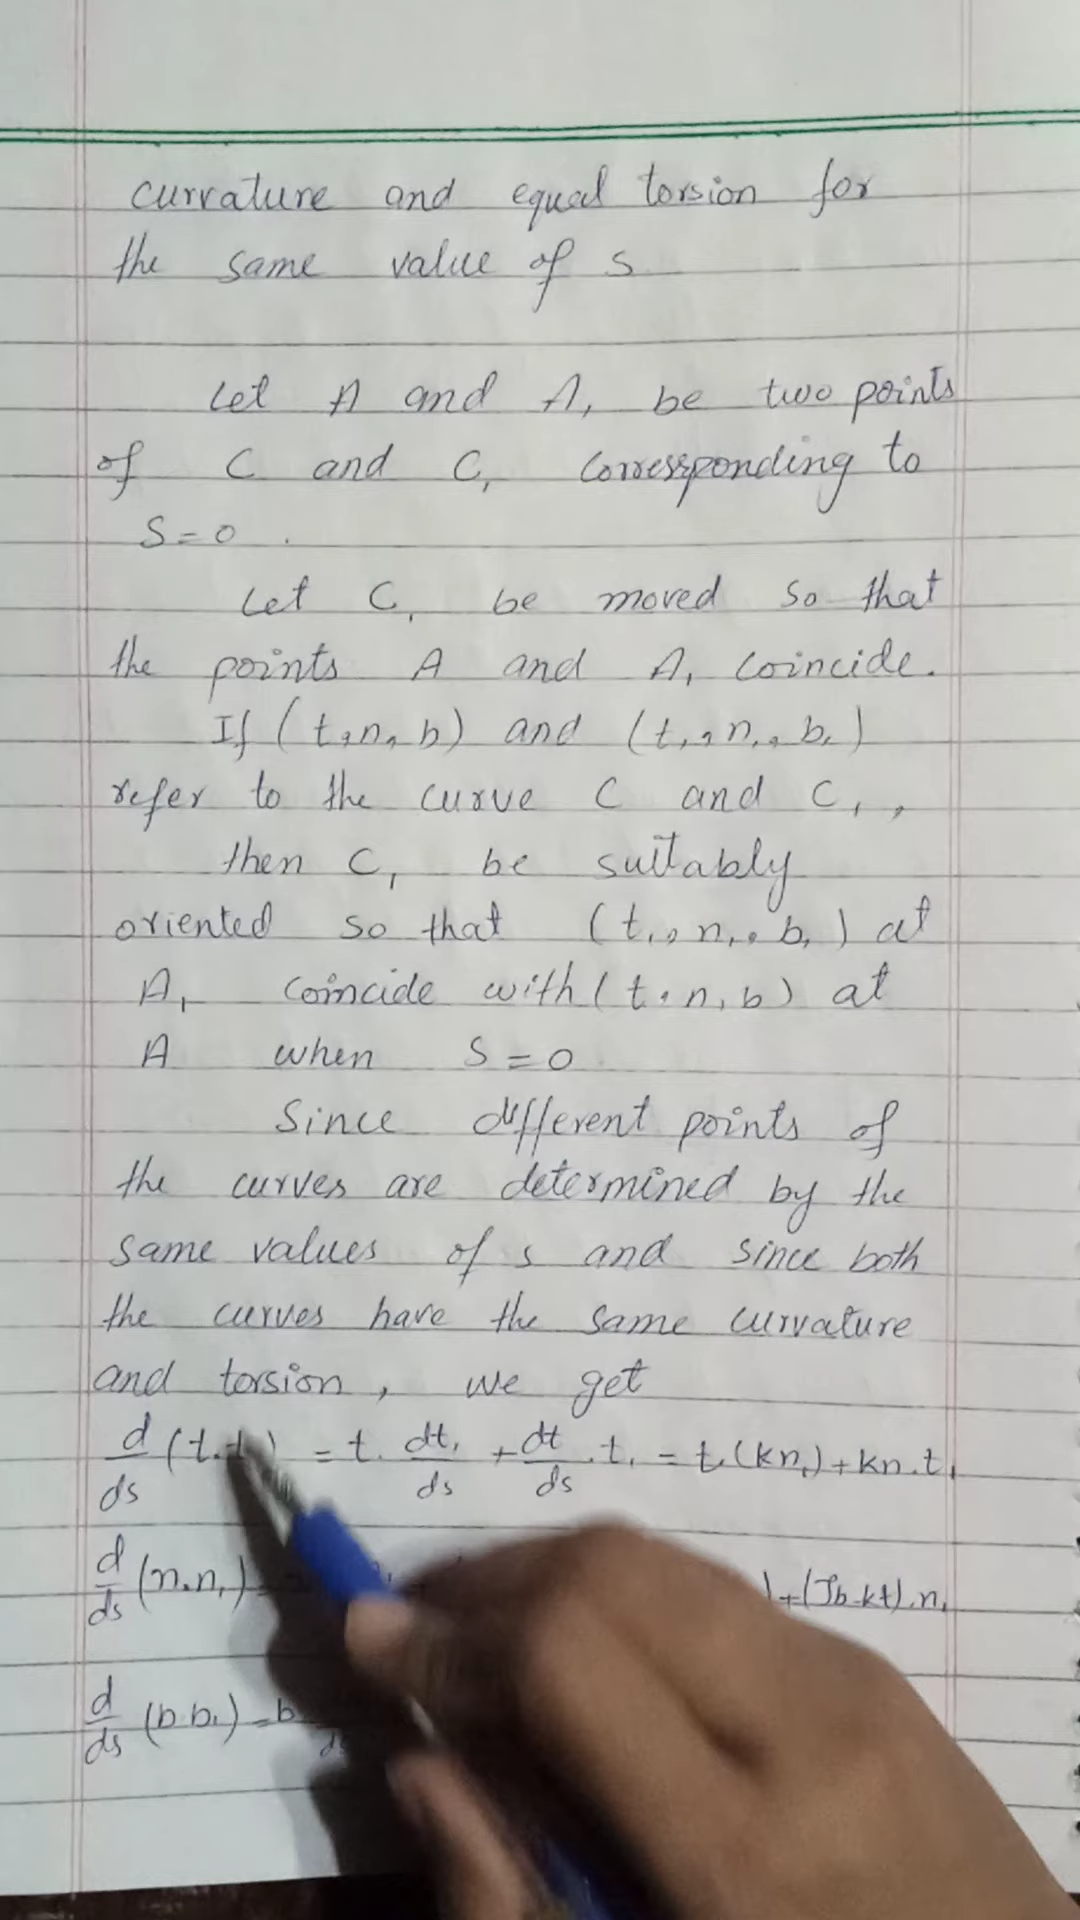 curvature and equal torsion for
the same value of s
Let A and A₁ be two points
of C and C₁ corresponding to
S=0.
Let C₁ be moved so that
the points A and A₁ coincide.
If (t,n,b) and (t₁,n₁,b₁)
refer to the curve C and C₁,
then C₁ be suitably
oriented so that (t₁,n₁,b₁) at
A₁ coincide with (t,n,b) at
A when S=0
Since different points of
the curves are determined by the
same values of s and since both
the curves have the same curvature
and torsion, we get
d/ds (t.t₁) = t. dt₁/ds + dt/ds . t₁ = t.(kn₁)+kn.t₁
d/ds (n.n₁) = )+(Jb-kt).n₁
d/ds (b.b₁) = b